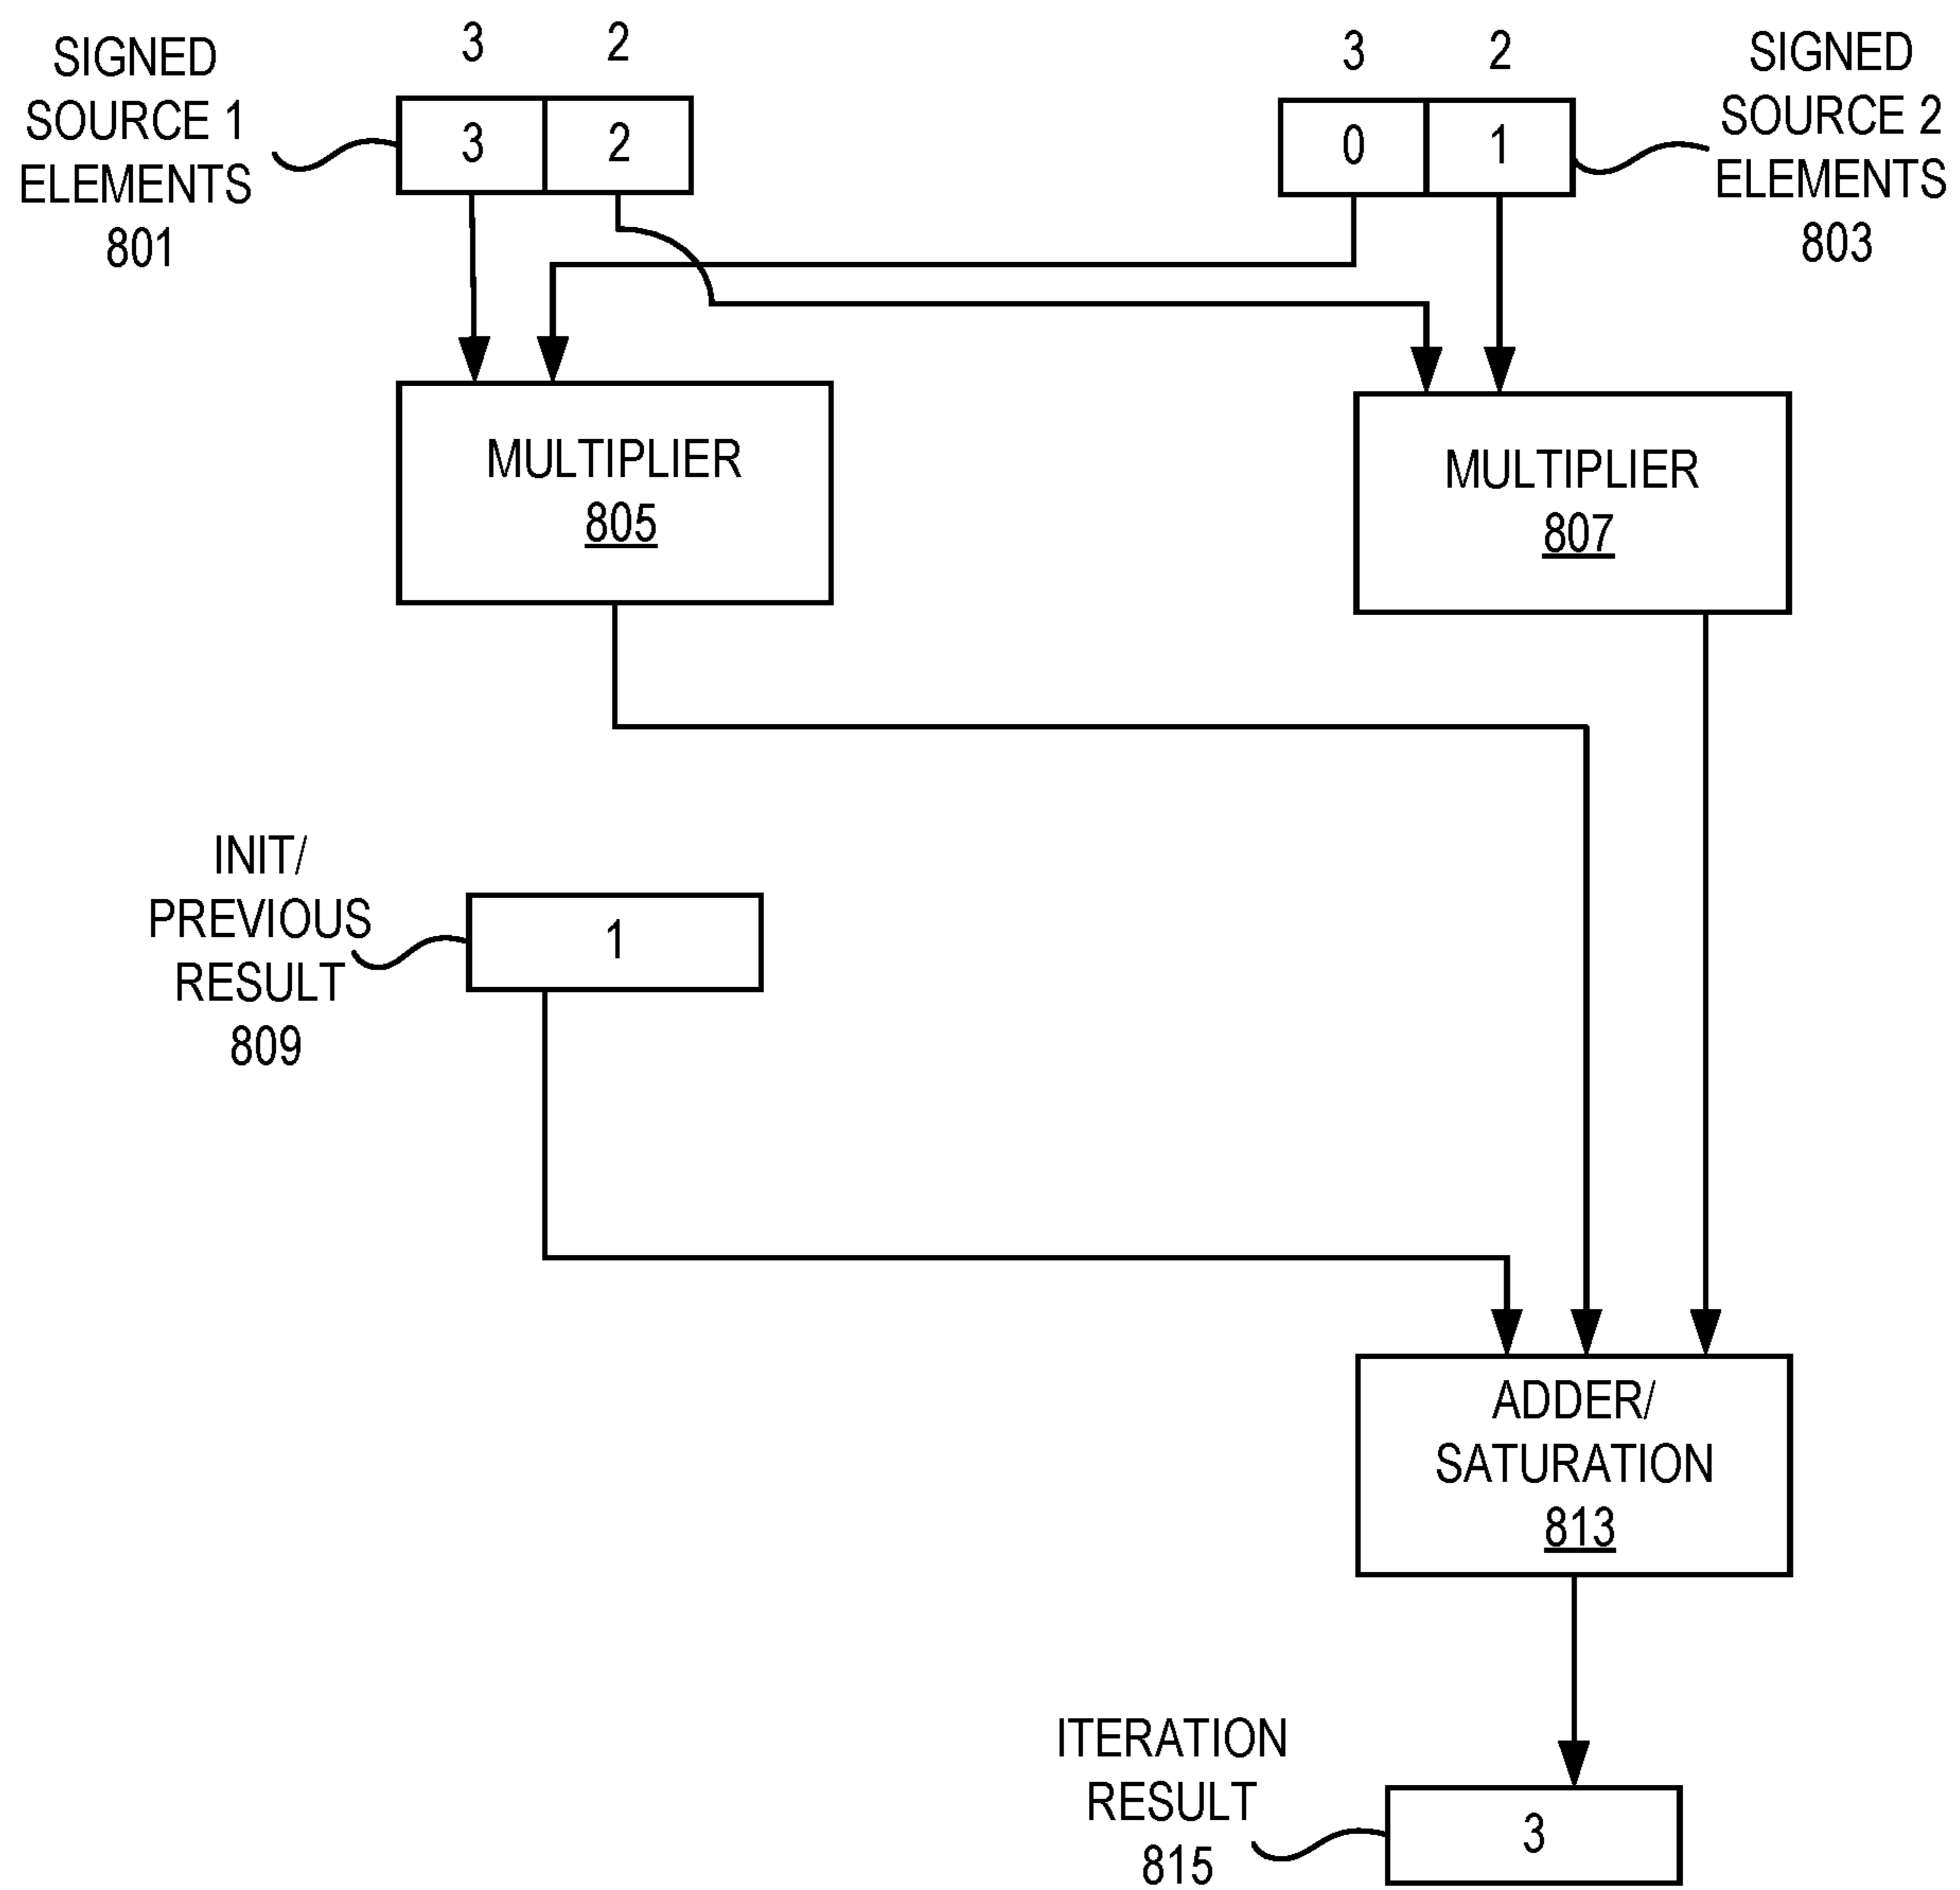 SIGNED
SOURCE 1
ELEMENTS
801
3 2
3 2
3 2
0 1
SIGNED
SOURCE 2
ELEMENTS
803
MULTIPLIER
805
MULTIPLIER
807
INIT/
PREVIOUS
RESULT
809
1
ADDER/
SATURATION
813
ITERATION
RESULT
815
3